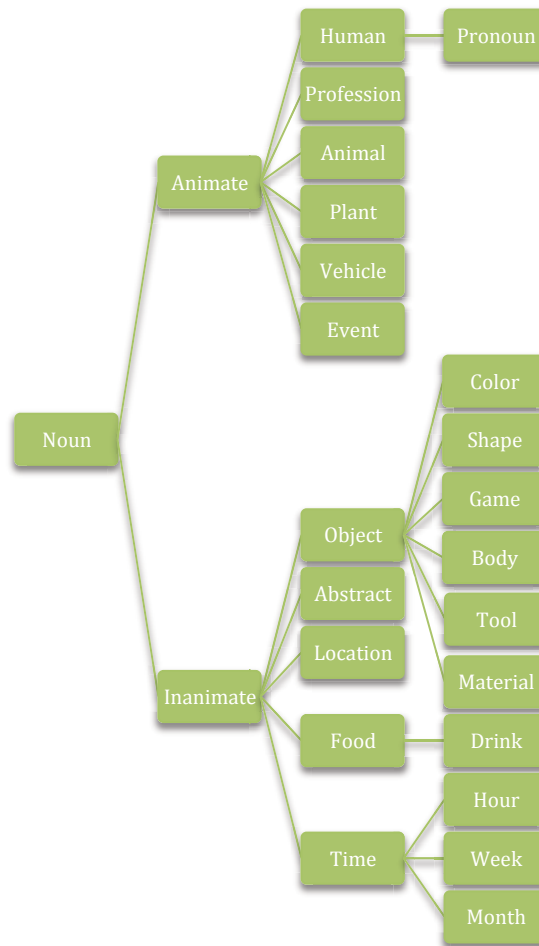 Human
Pronoun
Profession
Animal
Animate
Plant
Vehicle
Event
Color
Noun
Shape
Game
Object
Body
Abstract
Tool
Location
Material
Inanimate
Food
Drink
Hour
Time
Week
Month